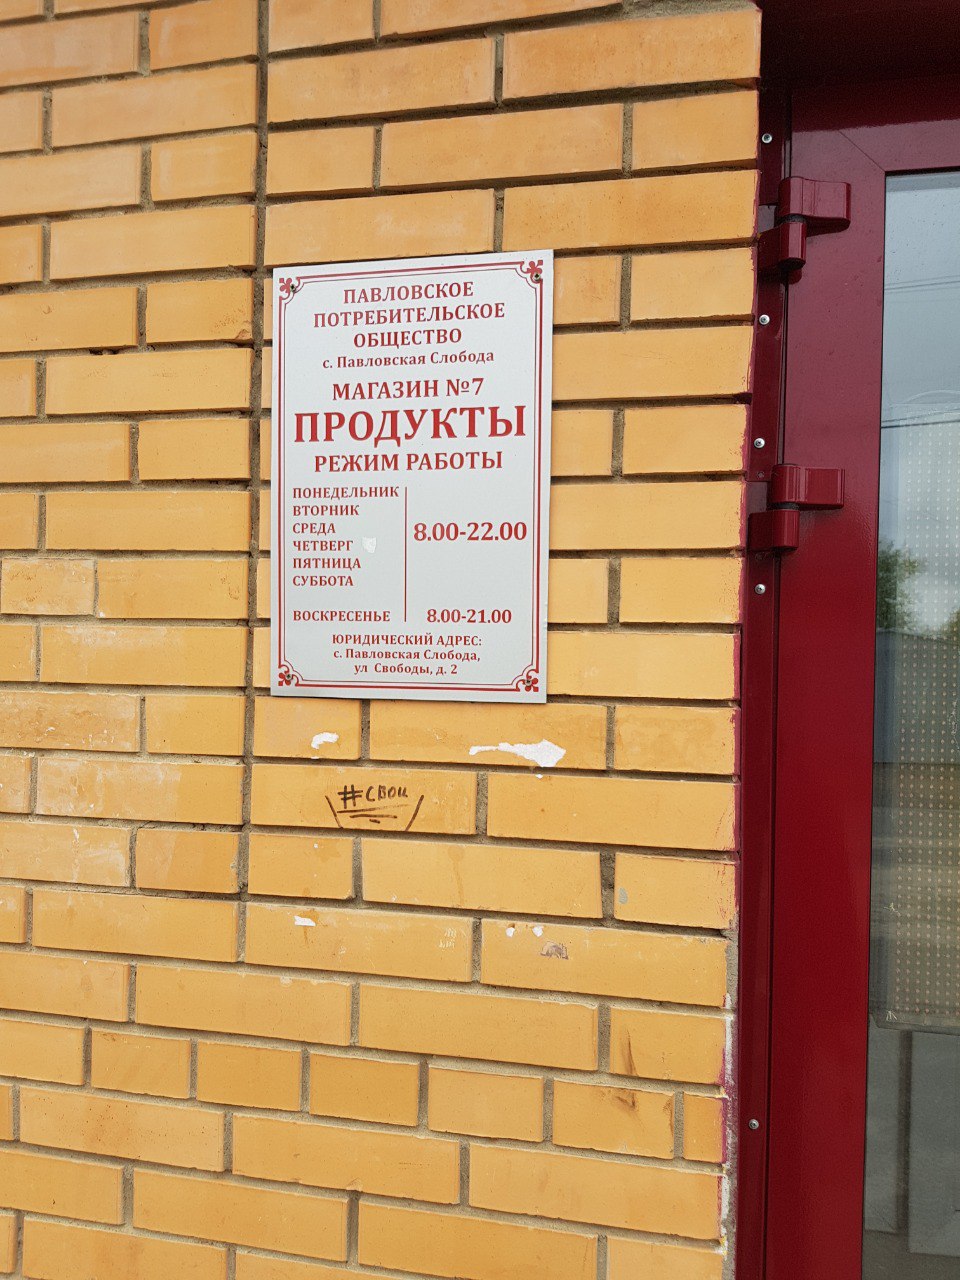 ПАВЛОВСКОЕ
ПОТРЕБИТЕЛЬСКОЕ
ОБЩЕСТВО
с. Павловская Слобода
МАГАЗИН №7
ПРОДУКТЫ
РЕЖИМ РАБОТЫ
ПОНЕДЕЛЬНИК
ВТОРНИК
СРЕДА
ЧЕТВЕРГ
ПЯТНИЦА
СУББОТА
8.00-22.00
ВОСКРЕСЕНЬЕ 8.00-21.00
ЮРИДИЧЕСКИЙ АДРЕС:
с. Павловская Слобода,
ул Свободы, д. 2
#свои